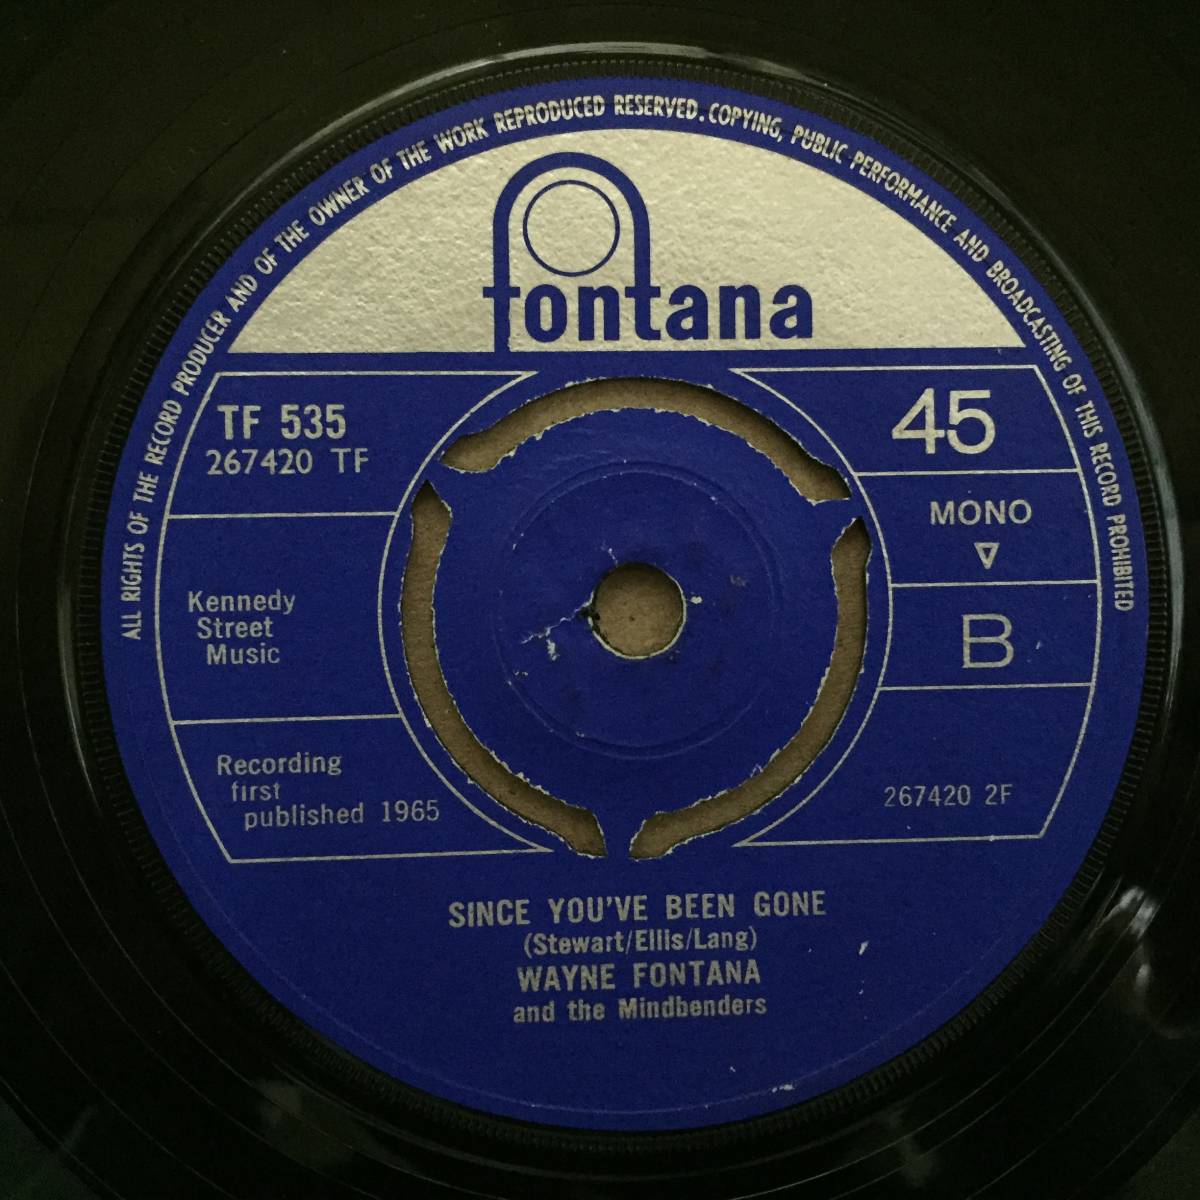 ALL RIGHTS OF THE RECORD PRODUCER AND OF THE OWNER OF THE WORK REPRODUCED RESERVED. COPYING, PUBLIC PERFORMANCE AND BROADCASTING OF THIS RECORD PROHIBITED
fontana
TF 535
267420 TF
45
MONO
B
Kennedy
Street
Music
Recording
first
published 1965
267420 2F
SINCE YOU'VE BEEN GONE
(Stewart/Ellis/Lang)
WAYNE FONTANA
and the Mindbenders